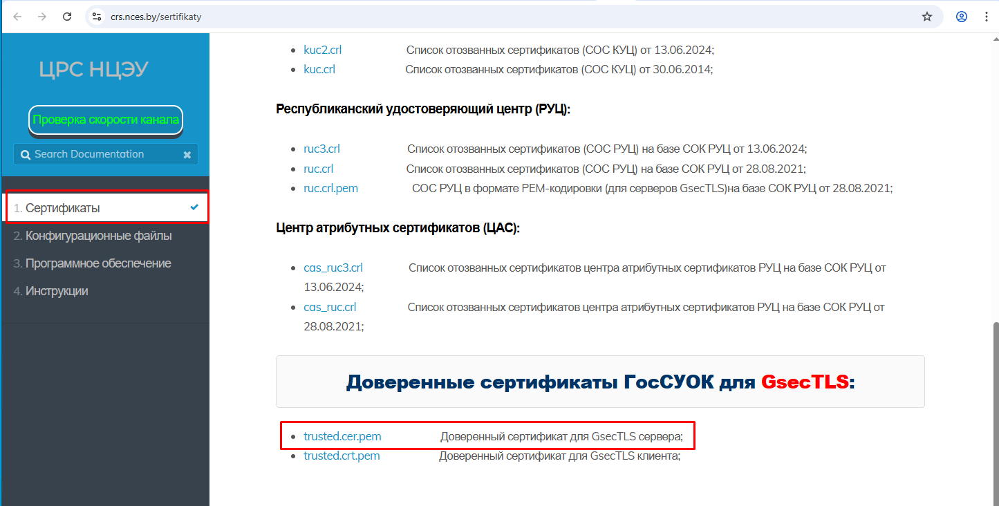 crs.nces.by/sertifikaty
ЦРС НЦЭУ
Проверка скорости канала
Search Documentation
1. Сертификаты
2. Конфигурационные файлы
3. Программное обеспечение
4. Инструкции
kuc2.crl Список отозванных сертификатов (СОС КУЦ) от 13.06.2024;
kuc.crl Список отозванных сертификатов (СОС КУЦ) от 30.06.2014;
Республиканский удостоверяющий центр (РУЦ):
ruc3.crl Список отозванных сертификатов (СОС РУЦ) на базе СОК РУЦ от 13.06.2024;
ruc.crl Список отозванных сертификатов (СОС РУЦ) на базе СОК РУЦ от 28.08.2021;
ruc.crl.pem СОС РУЦ в формате PEM-кодировки (для серверов GsecTLS)на базе СОК РУЦ от 28.08.2021;
Центр атрибутных сертификатов (ЦАС):
cas_ruc3.crl Список отозванных сертификатов центра атрибутных сертификатов РУЦ на базе СОК РУЦ от
13.06.2024;
cas_ruc.crl Список отозванных сертификатов центра атрибутных сертификатов РУЦ на базе СОК РУЦ от
28.08.2021;
Доверенные сертификаты ГосСУОК для GsecTLS:
trusted.cer.pem Доверенный сертификат для GsecTLS сервера;
trusted.crt.pem Доверенный сертификат для GsecTLS клиента;